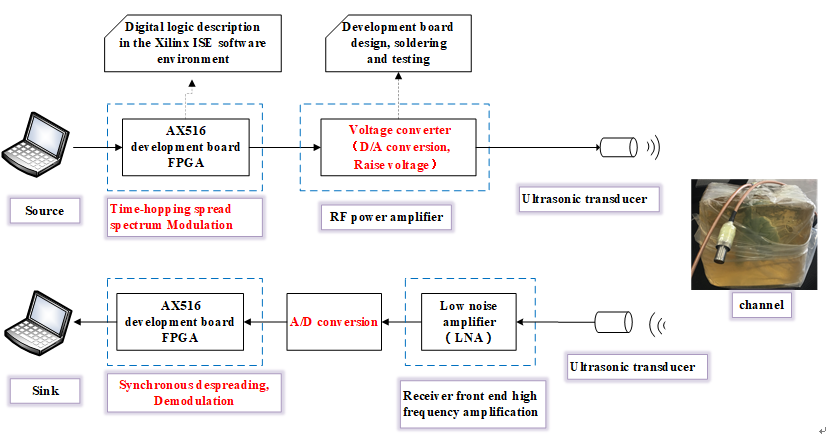 Digital logic description
in the Xilinx ISE software
environment
Development board
design, soldering
and testing
AX516
development board
FPGA
Voltage converter
(D/A conversion,
Raise voltage)
Source
Time-hopping spread
spectrum Modulation
RF power amplifier
Ultrasonic transducer
channel
AX516
development board
FPGA
A/D conversion
Low noise
amplifier
(LNA)
Ultrasonic transducer
Sink
Synchronous despreading,
Demodulation
Receiver front end high
frequency amplification